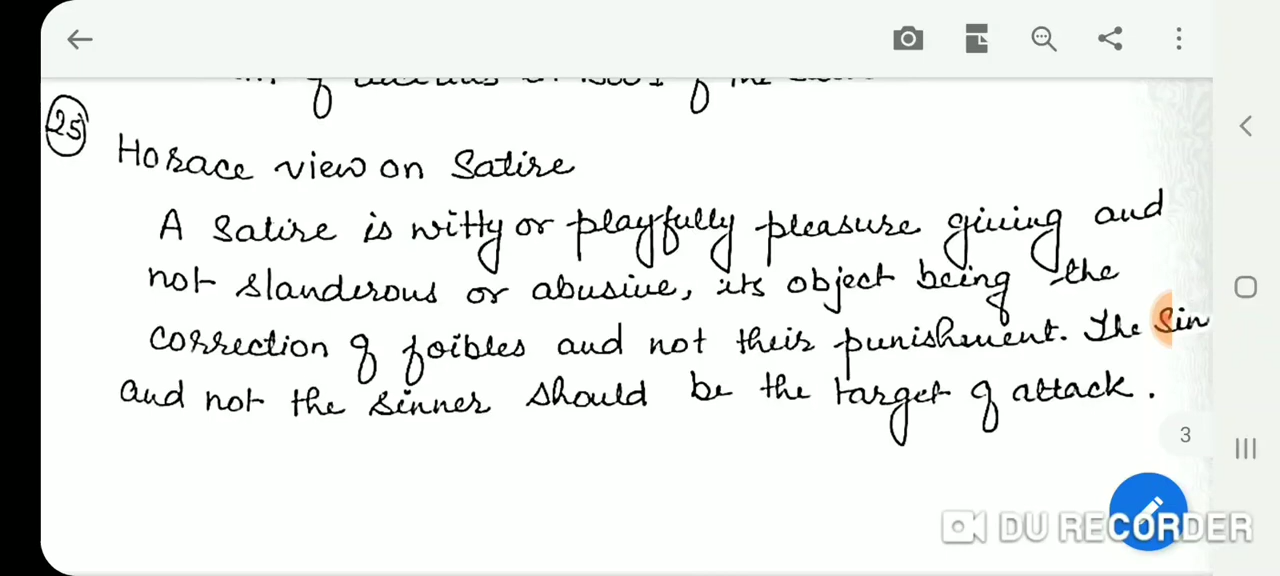 25
Horace view on Satire
A Satire is witty or playfully pleasure giving and
not slanderous or abusive, its object being the
correction of foibles and not their punishment. The Sin
and not the sinner should be the target of attack.
3
DU RECORDER